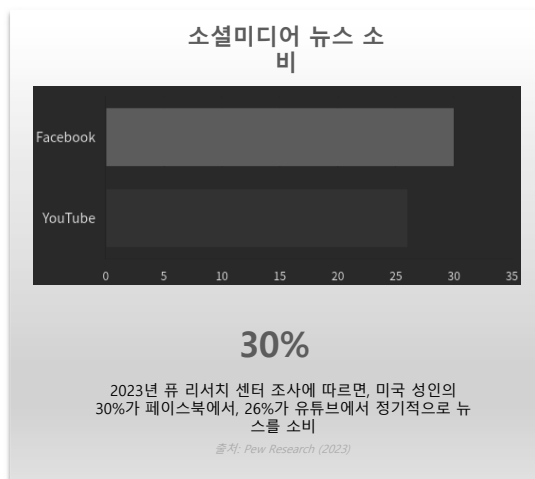 소셜미디어 뉴스 소
비
Facebook
YouTube
0 5 10 15 20 25 30 35
30%
2023년 퓨 리서치 센터 조사에 따르면, 미국 성인의
30%가 페이스북에서, 26%가 유튜브에서 정기적으로 뉴
스를 소비
출처: Pew Research (2023)